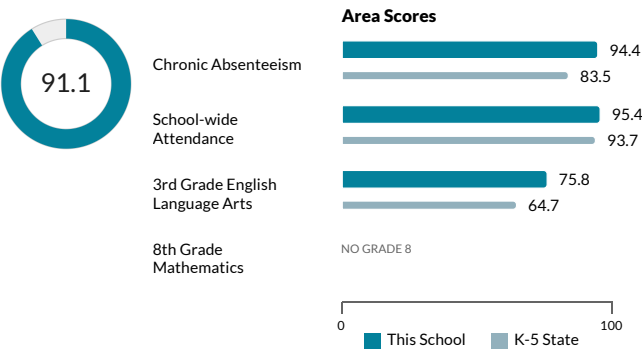 Area Scores
91.1
Chronic Absenteeism
94.4
83.5
School-wide
Attendance
95.4
93.7
3rd Grade English
Language Arts
75.8
64.7
8th Grade
Mathematics
NO GRADE 8
0
100
This School
K-5 State